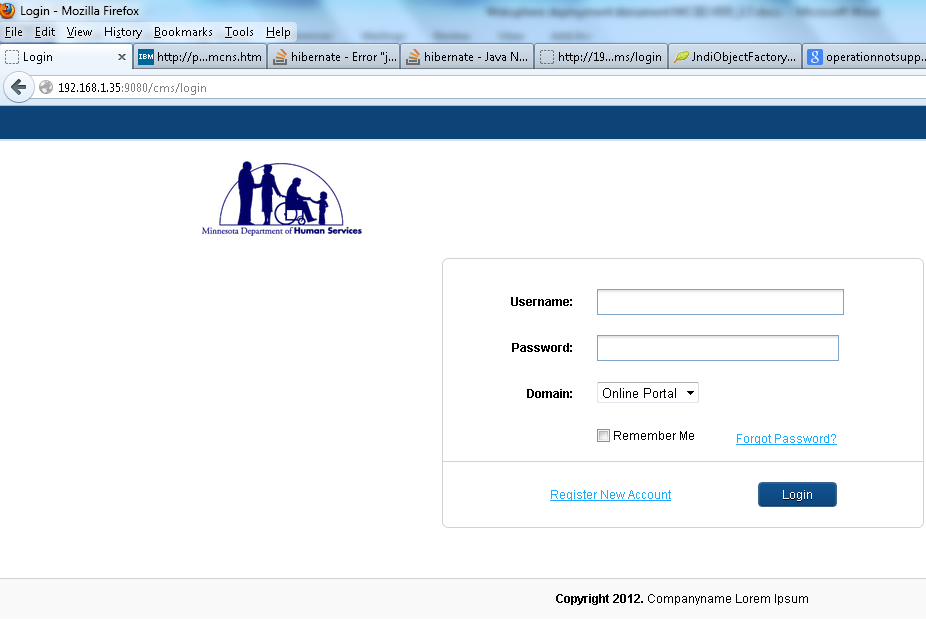 Login - Mozilla Firefox
File Edit View History Bookmarks Tools Help
Login × IBM http://p...mcns.htm hibernate - Error "j... hibernate - Java N... http://19...ms/login JndiObjectFactory... g operationnotsupp...
192.168.1.35:9080/cms/login
Minnesota Department of Human Services
Username:
Password:
Domain: Online Portal
Remember Me Forgot Password?
Register New Account Login
Copyright 2012. Companyname Lorem Ipsum